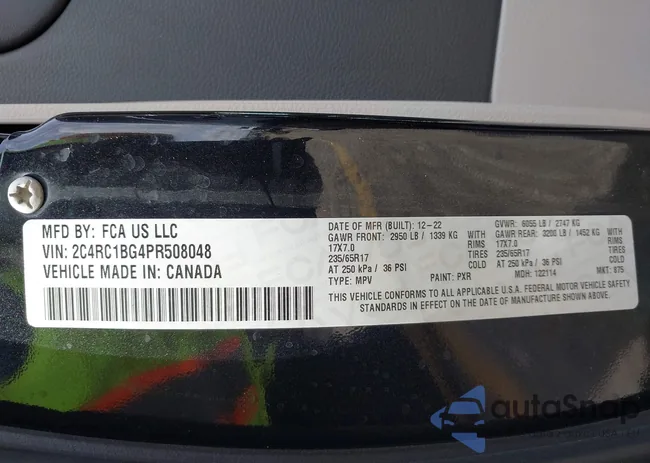 MFD BY: FCA US LLC
VIN: 2C4RC1BG4PR508048
VEHICLE MADE IN: CANADA
DATE OF MFR (BUILT): 12-22 GVWR: 6055 LB / 2747 KG
GAWR FRONT: 2950 LB / 1339 KG WITH GAWR REAR: 3200 LB / 1452 KG WITH
17X7.0 RIMS 17X7.0 RIMS
235/65R17 TIRES 235/65R17 TIRES
AT 250 kPa / 36 PSI COLD AT 250 kPa / 36 PSI COLD
TYPE: MPV PAINT: PXR MDH: 122114 MKT: 875
THIS VEHICLE CONFORMS TO ALL APPLICABLE U.S.A. FEDERAL MOTOR VEHICLE SAFETY
STANDARDS IN EFFECT ON THE DATE OF MANUFACTURE SHOWN ABOVE.
autoSnap